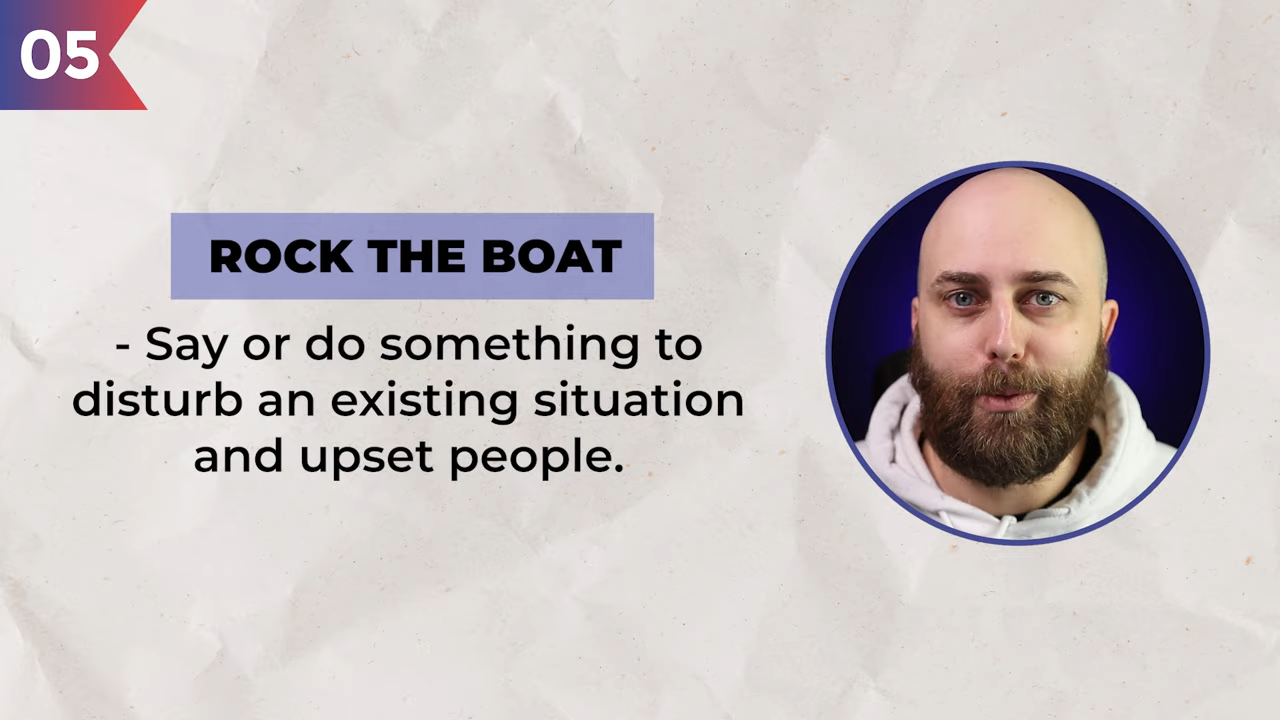 05
ROCK THE BOAT
- Say or do something to
disturb an existing situation
and upset people.